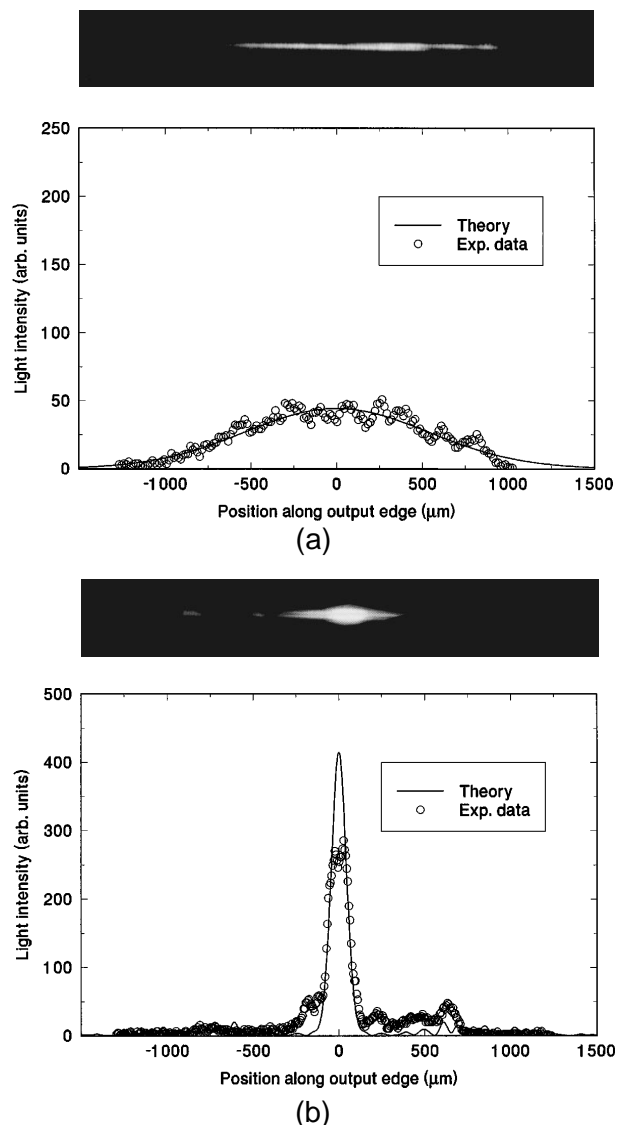 250
200
150
100
50
0
Light intensity (arb. units)
Theory
Exp. data
-1000 -500 0 500 1000 1500
Position along output edge (μm)
(a)
500
400
300
200
100
0
Light intensity (arb. units)
Theory
Exp. data
-1000 -500 0 500 1000 1500
Position along output edge (μm)
(b)